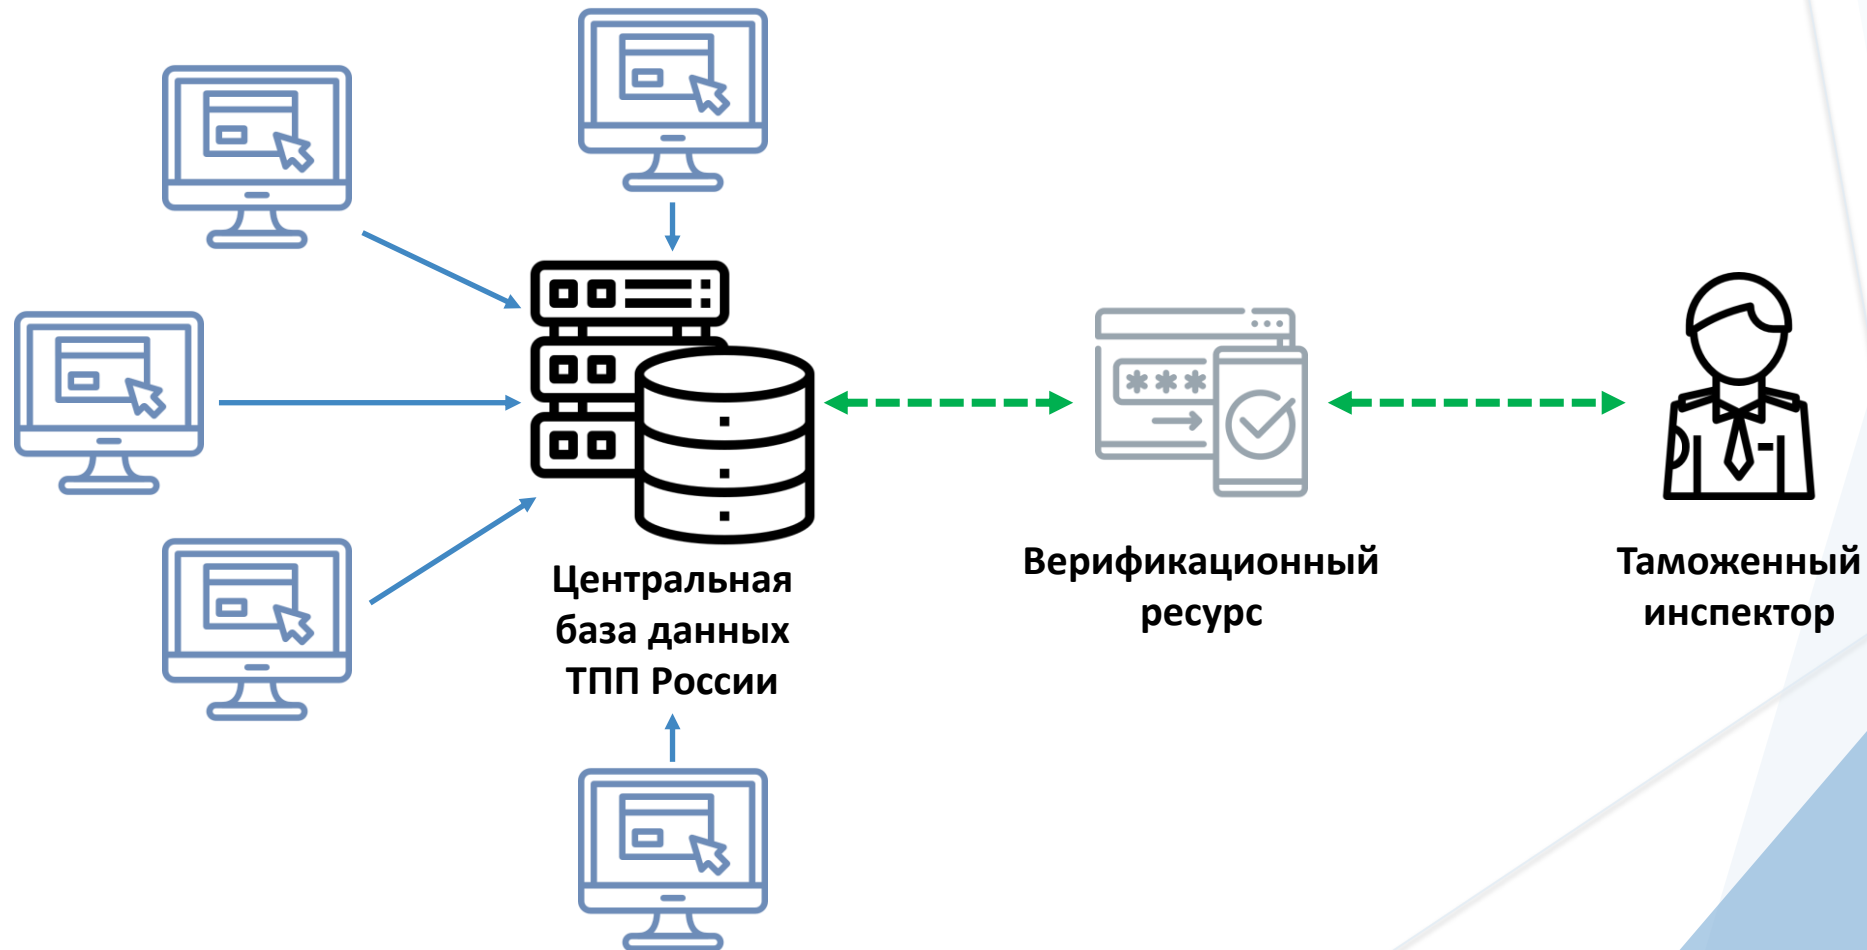 Центральная
база данных
ТПП России
Верификационный
ресурс
Таможенный
инспектор